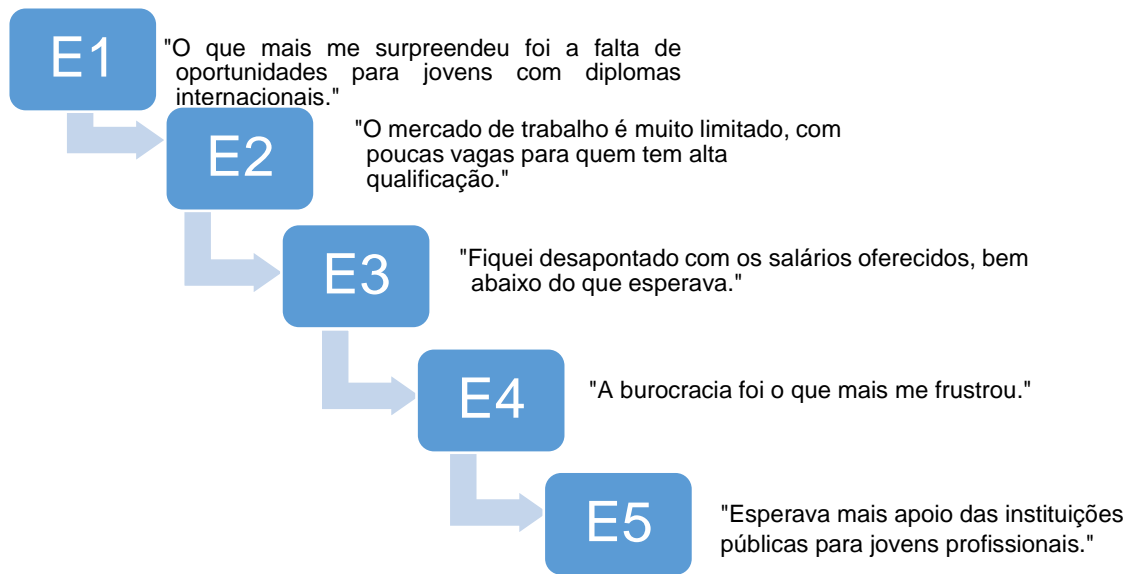 E1
"O que mais me surpreendeu foi a falta de
oportunidades para jovens com diplomas
internacionais."
E2
"O mercado de trabalho é muito limitado, com
poucas vagas para quem tem alta
qualificação."
E3
"Fiquei desapontado com os salários oferecidos, bem
abaixo do que esperava."
E4
"A burocracia foi o que mais me frustrou."
E5
"Esperava mais apoio das instituições
públicas para jovens profissionais."